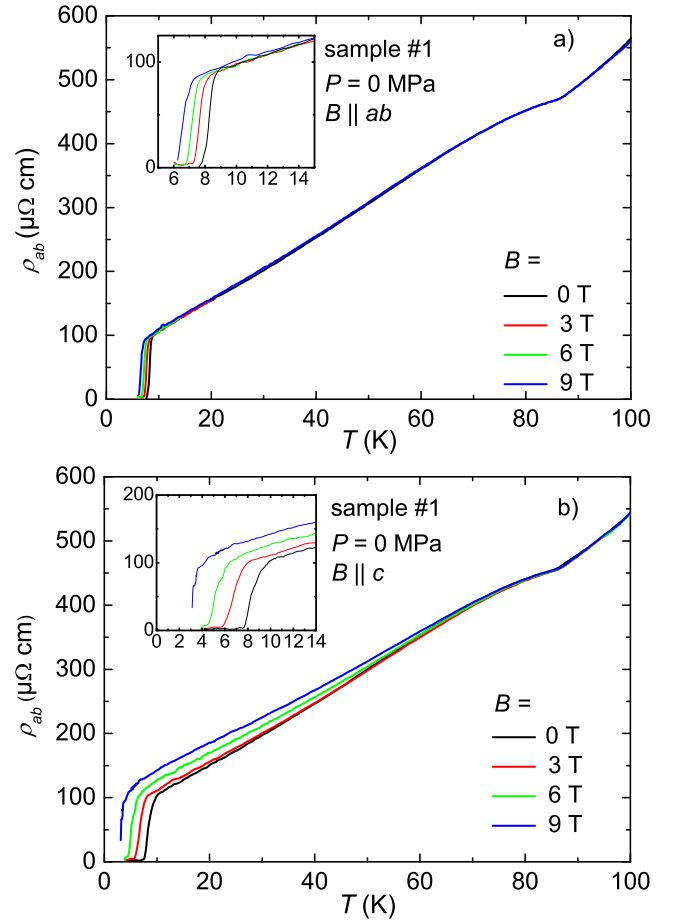 600
500
400
300
200
100
0
ρab (μΩ cm)
100
0
6 8 10 12 14
sample #1
P = 0 MPa
B || ab
a)
B =
0 T
3 T
6 T
9 T
20 40 60 80 100
T (K)
600
500
400
300
200
100
0
ρab (μΩ cm)
200
100
0
0 2 4 6 8 10 12 14
sample #1
P = 0 MPa
B || c
b)
B =
0 T
3 T
6 T
9 T
0 20 40 60 80 100
T (K)